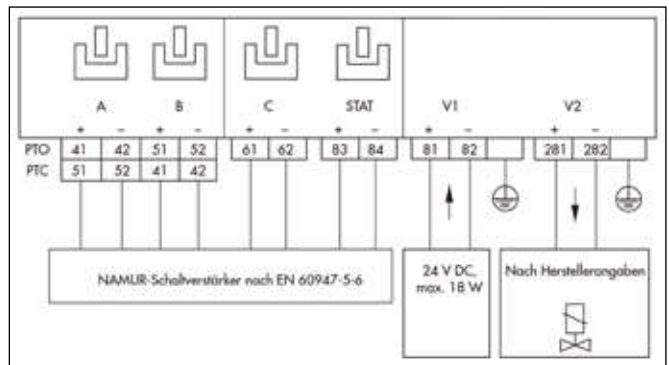 A B C STAT V1 V2
+ − + − + − + − + − + −
PTO 41 42 51 52 61 62 83 84 81 82 281 282
PTC 51 52 41 42
NAMUR-Schaltverstärker nach EN 60947-5-6
24 V DC,
max. 18 W
Nach Herstellerangaben